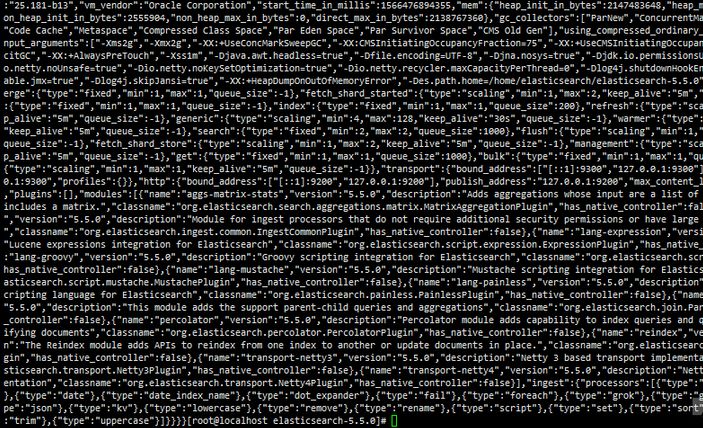 :"25.181-b13","vm_vendor":"Oracle Corporation","start_time_in_millis":1566476894355,"mem":{"heap_init_in_bytes":2147483648,"heap_m
on_heap_init_in_bytes":2555904,"non_heap_max_in_bytes":0,"direct_max_in_bytes":2138767360},"gc_collectors":["ParNew","ConcurrentMa
"Code Cache","Metaspace","Compressed Class Space","Par Eden Space","Par Survivor Space","CMS Old Gen"],"using_compressed_ordinary_
input_arguments":["-Xms2g","-Xmx2g","-XX:+UseConcMarkSweepGC","-XX:CMSInitiatingOccupancyFraction=75","-XX:+UseCMSInitiatingOccupan
citGC","-XX:+AlwaysPreTouch","-Xss1m","-Djava.awt.headless=true","-Dfile.encoding=UTF-8","-Djna.nosys=true","-Djdk.io.permissionsU
o.netty.noUnsafe=true","-Dio.netty.noKeySetOptimization=true","-Dio.netty.recycler.maxCapacityPerThread=0","-Dlog4j.shutdownHookEn
able.jmx=true","-Dlog4j.skipJansi=true","-XX:+HeapDumpOnOutOfMemoryError","-Des.path.home=/home/elasticsearch/elasticsearch-5.5.0"
erge":{"type":"fixed","min":1,"max":1,"queue_size":-1},"fetch_shard_started":{"type":"scaling","min":1,"max":2,"keep_alive":"5m","
"type":"fixed","min":1,"max":1,"queue_size":-1},"index":{"type":"fixed","min":1,"max":1,"queue_size":200},"refresh":{"type":"sca
p_alive":"5m","queue_size":-1},"generic":{"type":"scaling","min":4,"max":128,"keep_alive":"30s","queue_size":-1},"warmer":{"type"
"keep_alive":"5m","queue_size":-1},"search":{"type":"fixed","min":2,"max":2,"queue_size":1000},"flush":{"type":"scaling","min":1,
queue_size":-1},"fetch_shard_store":{"type":"scaling","min":1,"max":2,"keep_alive":"5m","queue_size":-1},"management":{"type":"sca
p_alive":"5m","queue_size":-1},"get":{"type":"fixed","min":1,"max":1,"queue_size":1000},"bulk":{"type":"fixed","min":1,"max":1,"qu
{"type":"scaling","min":1,"max":1,"keep_alive":"5m","queue_size":-1}},"transport":{"bound_address":["[::1]:9300","127.0.0.1:9300"]
0.1:9300","profiles":{}},"http":{"bound_address":["[::1]:9200","127.0.0.1:9200"],"publish_address":"127.0.0.1:9200","max_content_l
,"plugins":[],"modules":[{"name":"aggs-matrix-stats","version":"5.5.0","description":"Adds aggregations whose input are a list of
includes a matrix.","classname":"org.elasticsearch.search.aggregations.matrix.MatrixAggregationPlugin","has_native_controller":fal
,"version":"5.5.0","description":"Module for ingest processors that do not require additional security permissions or have large
","classname":"org.elasticsearch.ingest.common.IngestCommonPlugin","has_native_controller":false},{"name":"lang-expression","versi
"Lucene expressions integration for Elasticsearch","classname":"org.elasticsearch.script.expression.ExpressionPlugin","has_native_
:"lang-groovy","version":"5.5.0","description":"Groovy scripting integration for Elasticsearch","classname":"org.elasticsearch.scr
has_native_controller":false},{"name":"lang-mustache","version":"5.5.0","description":"Mustache scripting integration for Elastics
asticsearch.script.mustache.MustachePlugin","has_native_controller":false},{"name":"lang-painless","version":"5.5.0","description"
cripting language for Elasticsearch","classname":"org.elasticsearch.painless.PainlessPlugin","has_native_controller":false},{"name
"5.5.0","description":"This module adds the support parent-child queries and aggregations","classname":"org.elasticsearch.join.Par
_controller":false},{"name":"percolator","version":"5.5.0","description":"Percolator module adds capability to index queries and q
ifying documents","classname":"org.elasticsearch.percolator.PercolatorPlugin","has_native_controller":false},{"name":"reindex","ve
n":"The Reindex module adds APIs to reindex from one index to another or update documents in place.","classname":"org.elasticsearc
gin","has_native_controller":false},{"name":"transport-netty3","version":"5.5.0","description":"Netty 3 based transport implementa
sticsearch.transport.Netty3Plugin","has_native_controller":false},{"name":"transport-netty4","version":"5.5.0","description":"Nett
entation","classname":"org.elasticsearch.transport.Netty4Plugin","has_native_controller":false}],"ingest":{"processors":[{"type":"
},{"type":"date"},{"type":"date_index_name"},{"type":"dot_expander"},{"type":"fail"},{"type":"foreach"},{"type":"grok"},{"type":"g
pe":"json"},{"type":"kv"},{"type":"lowercase"},{"type":"remove"},{"type":"rename"},{"type":"script"},{"type":"set"},{"type":"sort"
:"trim"},{"type":"uppercase"}]}}}}[root@localhost elasticsearch-5.5.0]#